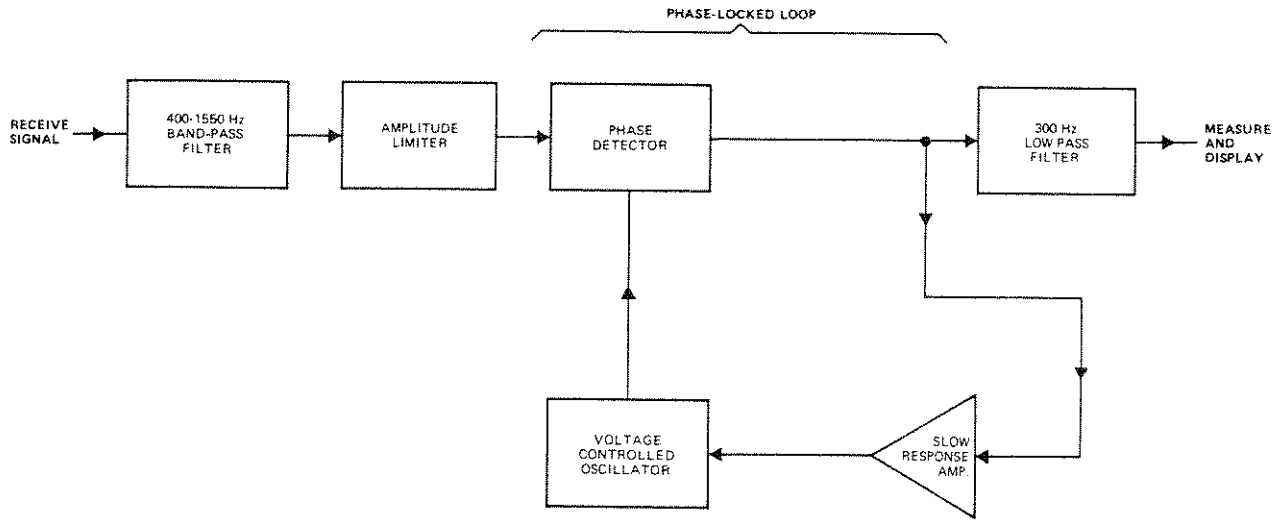 PHASE-LOCKED LOOP
RECEIVE
SIGNAL
400-1550 Hz
BAND-PASS
FILTER
AMPLITUDE
LIMITER
PHASE
DETECTOR
300 Hz
LOW PASS
FILTER
MEASURE
AND
DISPLAY
VOLTAGE
CONTROLLED
OSCILLATOR
SLOW
RESPONSE
AMP.